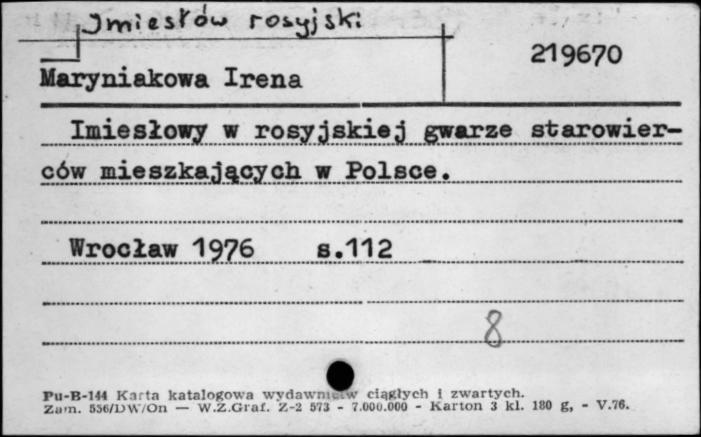 Jmiesłów rosyjski
219670
Maryniakowa Irena
Imiesłowy w rosyjskiej gwarze starowier-
ców mieszkających w Polsce.
Wrocław 1976 s.112
8
Pu-B-144 Karta katalogowa wydawnictw ciągłych i zwartych.
Zam. 556/DW/On — W.Z.Graf. Z-2 573 - 7.000.000 - Karton 3 kl. 180 g, - V.76.